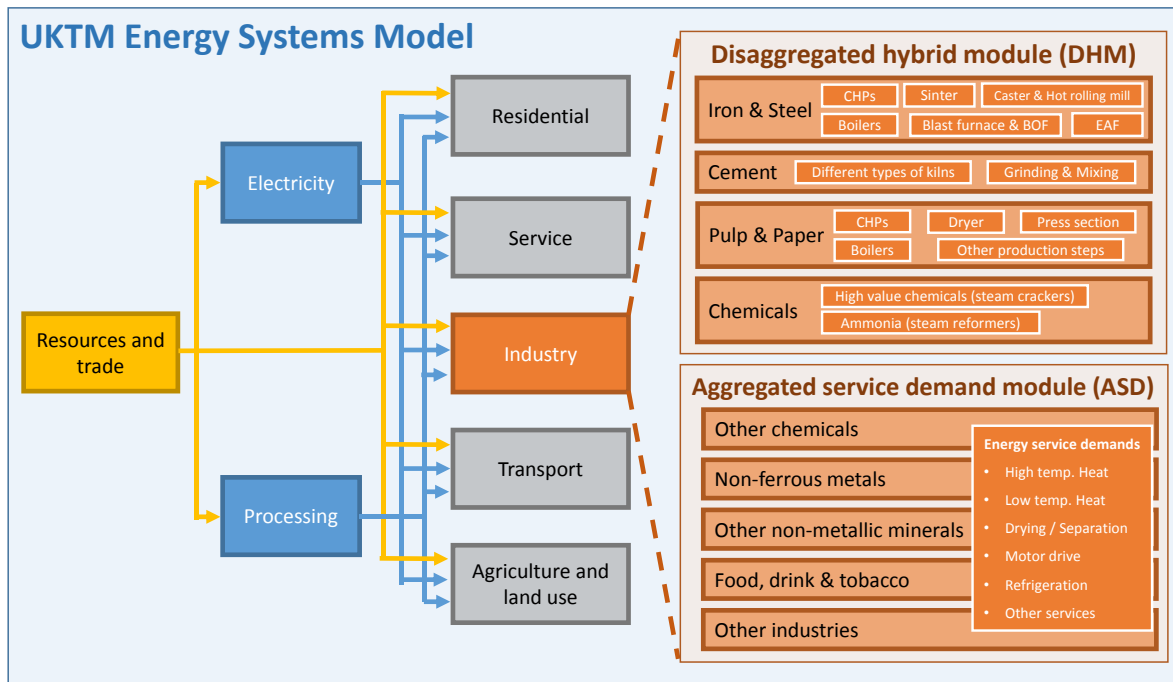 UKTM Energy Systems Model
Resources and
trade
Electricity
Processing
Residential
Service
Industry
Transport
Agriculture and
land use
Disaggregated hybrid module (DHM)
Iron & Steel
CHPs
Sinter
Caster & Hot rolling mill
Boilers
Blast furnace & BOF
EAF
Cement
Different types of kilns
Grinding & Mixing
Pulp & Paper
CHPs
Dryer
Press section
Boilers
Other production steps
Chemicals
High value chemicals (steam crackers)
Ammonia (steam reformers)
Aggregated service demand module (ASD)
Other chemicals
Non-ferrous metals
Other non-metallic minerals
Food, drink & tobacco
Other industries
Energy service demands
• High temp. Heat
• Low temp. Heat
• Drying / Separation
• Motor drive
• Refrigeration
• Other services